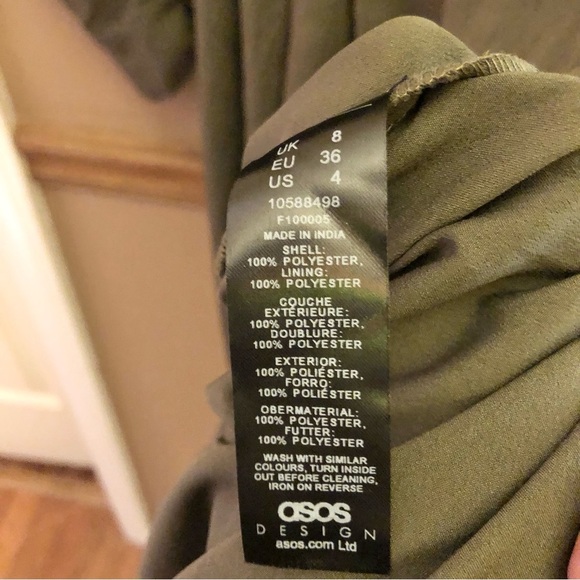 UK 8
EU 36
US 4
10588498
F100005
MADE IN INDIA
SHELL:
100% POLYESTER,
LINING:
100% POLYESTER
COUCHE
EXTÉRIEURE:
100% POLYESTER,
DOUBLURE:
100% POLYESTER
EXTERIOR:
100% POLIÉSTER,
FORRO:
100% POLIÉSTER
OBERMATERIAL:
100% POLYESTER,
FUTTER:
100% POLYESTER
WASH WITH SIMILAR
COLOURS, TURN INSIDE
OUT BEFORE CLEANING,
IRON ON REVERSE
asos
DESIGN
asos.com Ltd